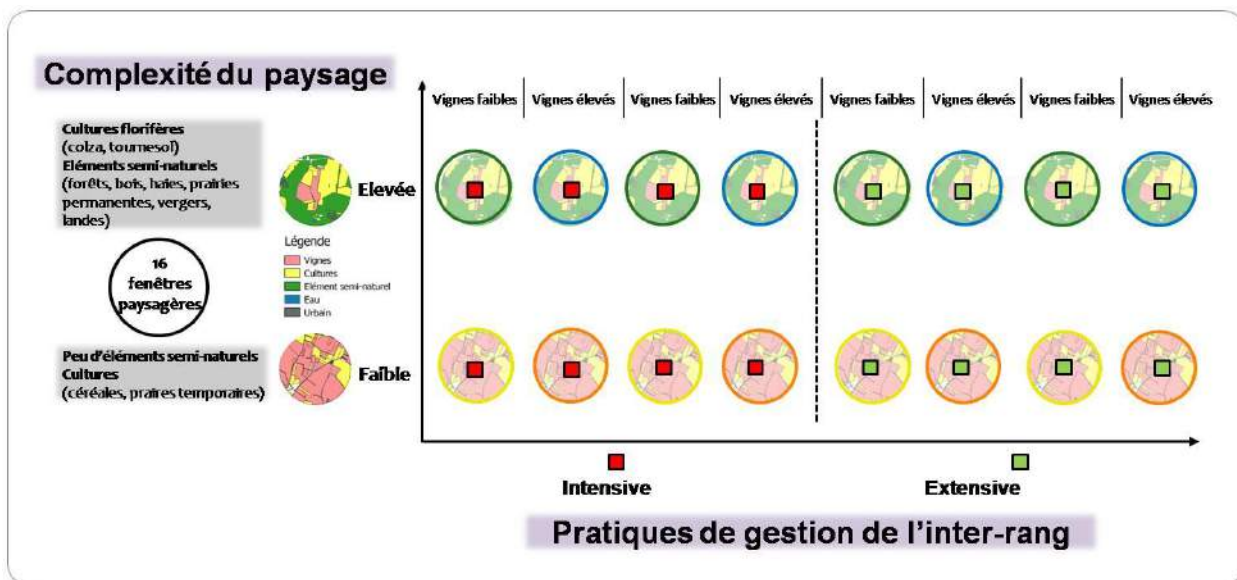 Complexité du paysage
Vignes faibles
Vignes élevés
Vignes faibles
Vignes élevés
Vignes faibles
Vignes élevés
Vignes faibles
Vignes élevés
Cultures florifères
(colza, tournesol)
Eléments semi-naturels
(forêts, bois, haies, prairies
permanentes, vergers,
landes)
Elevée
Légende
Vignes
Cultures
Elément semi-naturel
Eau
Urbain
16
fenêtres
paysagères
Peu d'éléments semi-naturels
Cultures
(céréales, praires temporaires)
Faible
Intensive
Extensive
Pratiques de gestion de l'inter-rang